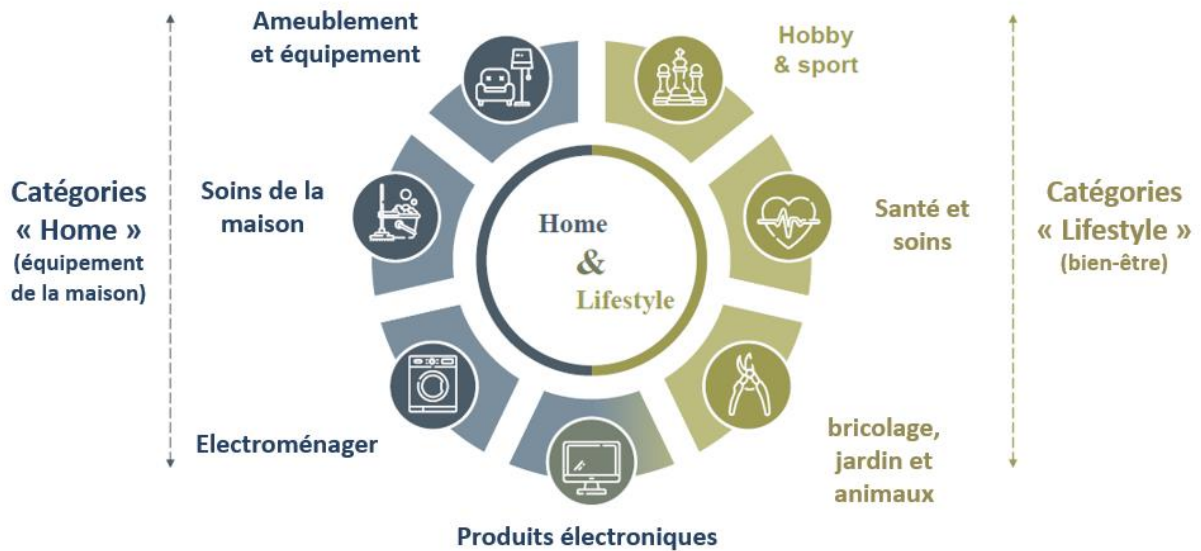 Ameublement
et équipement
Hobby
& sport
Catégories
« Home »
(équipement
de la maison)
Soins de la
maison
Home
&
Lifestyle
Santé et
soins
Catégories
« Lifestyle »
(bien-être)
Electroménager
bricolage,
jardin et
animaux
Produits électroniques